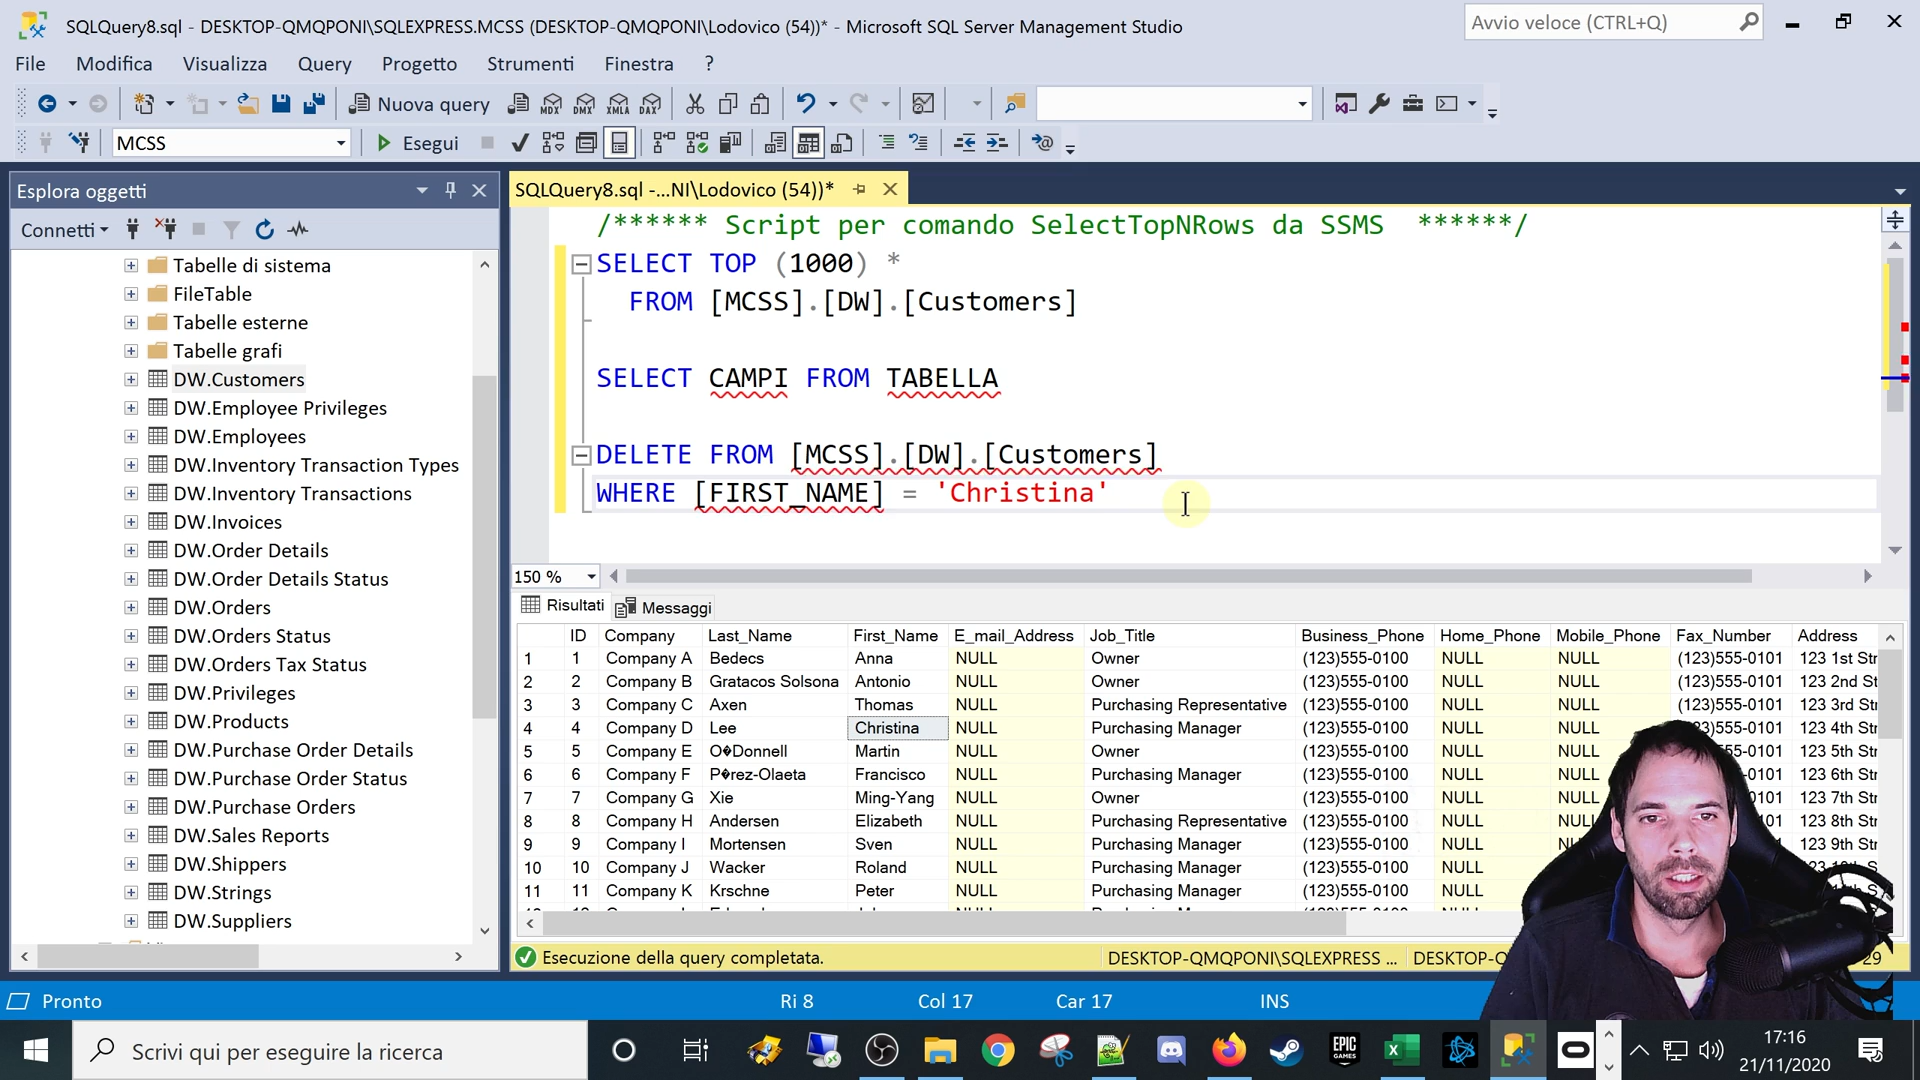 SQLQuery8.sql - DESKTOP-QMQPONI\SQLEXPRESS.MCSS (DESKTOP-QMQPONI\Lodovico (54))* - Microsoft SQL Server Management Studio
Avvio veloce (CTRL+Q)
File Modifica Visualizza Query Progetto Strumenti Finestra ?
Nuova query MDX DMX XMLA DAX
MCSS Esegui
Esplora oggetti
SQLQuery8.sql -...NI\Lodovico (54))*
Connetti
Tabelle di sistema
FileTable
Tabelle esterne
Tabelle grafi
DW.Customers
DW.Employee Privileges
DW.Employees
DW.Inventory Transaction Types
DW.Inventory Transactions
DW.Invoices
DW.Order Details
DW.Order Details Status
DW.Orders
DW.Orders Status
DW.Orders Tax Status
DW.Privileges
DW.Products
DW.Purchase Order Details
DW.Purchase Order Status
DW.Purchase Orders
DW.Sales Reports
DW.Shippers
DW.Strings
DW.Suppliers
/****** Script per comando SelectTopNRows da SSMS ******/
SELECT TOP (1000) *
FROM [MCSS].[DW].[Customers]
SELECT CAMPI FROM TABELLA
DELETE FROM [MCSS].[DW].[Customers]
WHERE [FIRST_NAME] = 'Christina'
150 %
Risultati Messaggi
ID Company Last_Name First_Name E_mail_Address Job_Title Business_Phone Home_Phone Mobile_Phone Fax_Number Address
1 1 Company A Bedecs Anna NULL Owner (123)555-0100 NULL NULL (123)555-0101 123 1st Str
2 2 Company B Gratacos Solsona Antonio NULL Owner (123)555-0100 NULL NULL (123)555-0101 123 2nd St
3 3 Company C Axen Thomas NULL Purchasing Representative (123)555-0100 NULL NULL (123)555-0101 123 3rd Str
4 4 Company D Lee Christina NULL Purchasing Manager (123)555-0100 NULL NULL 123 4th Str
5 5 Company E O�Donnell Martin NULL Owner (123)555-0100 NULL NULL 555-0101 123 5th Str
6 6 Company F P�rez-Olaeta Francisco NULL Purchasing Manager (123)555-0100 NULL NULL -0101 123 6th Str
7 7 Company G Xie Ming-Yang NULL Owner (123)555-0100 NULL NULL 0101 123 7th Str
8 8 Company H Andersen Elizabeth NULL Purchasing Representative (123)555-0100 NULL NULL 101 123 8th Str
9 9 Company I Mortensen Sven NULL Purchasing Manager (123)555-0100 NULL 123 9th Str
10 10 Company J Wacker Roland NULL Purchasing Manager (123)555-0100 NULL
11 11 Company K Krschne Peter NULL Purchasing Manager (123)555-0100 NULL
Esecuzione della query completata. DESKTOP-QMQPONI\SQLEXPRESS ... DESKTOP-Q 29
Pronto Ri 8 Col 17 Car 17 INS
Scrivi qui per eseguire la ricerca
EPIC GAMES
17:16
21/11/2020